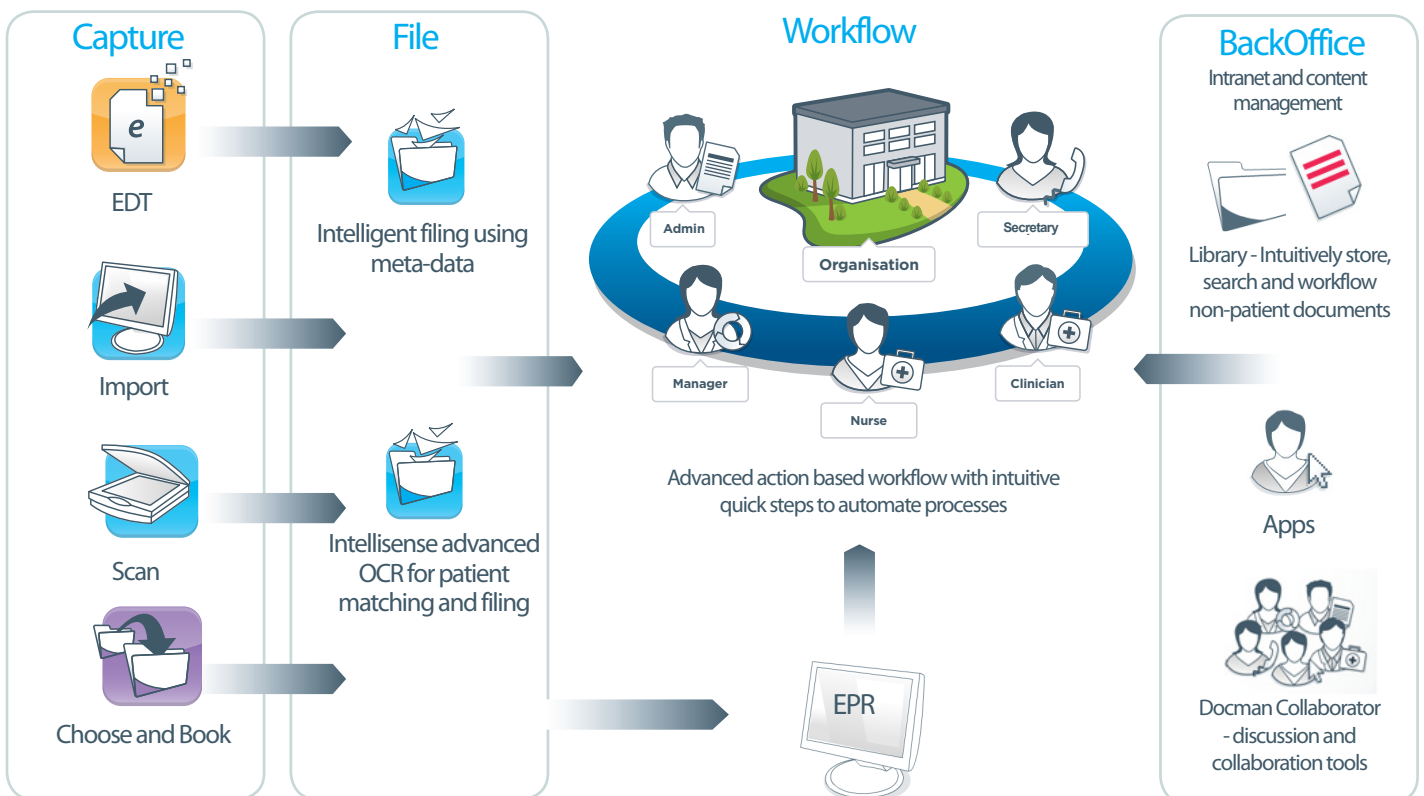 Capture
e
EDT
Import
Scan
Choose and Book
File
Intelligent filing using
meta-data
Intellisense advanced
OCR for patient
matching and filing
Workflow
Admin
Organisation
Secretary
Manager
Nurse
Clinician
Advanced action based workflow with intuitive
quick steps to automate processes
EPR
BackOffice
Intranet and content
management
Library - Intuitively store,
search and workflow
non-patient documents
Apps
Docman Collaborator
- discussion and
collaboration tools